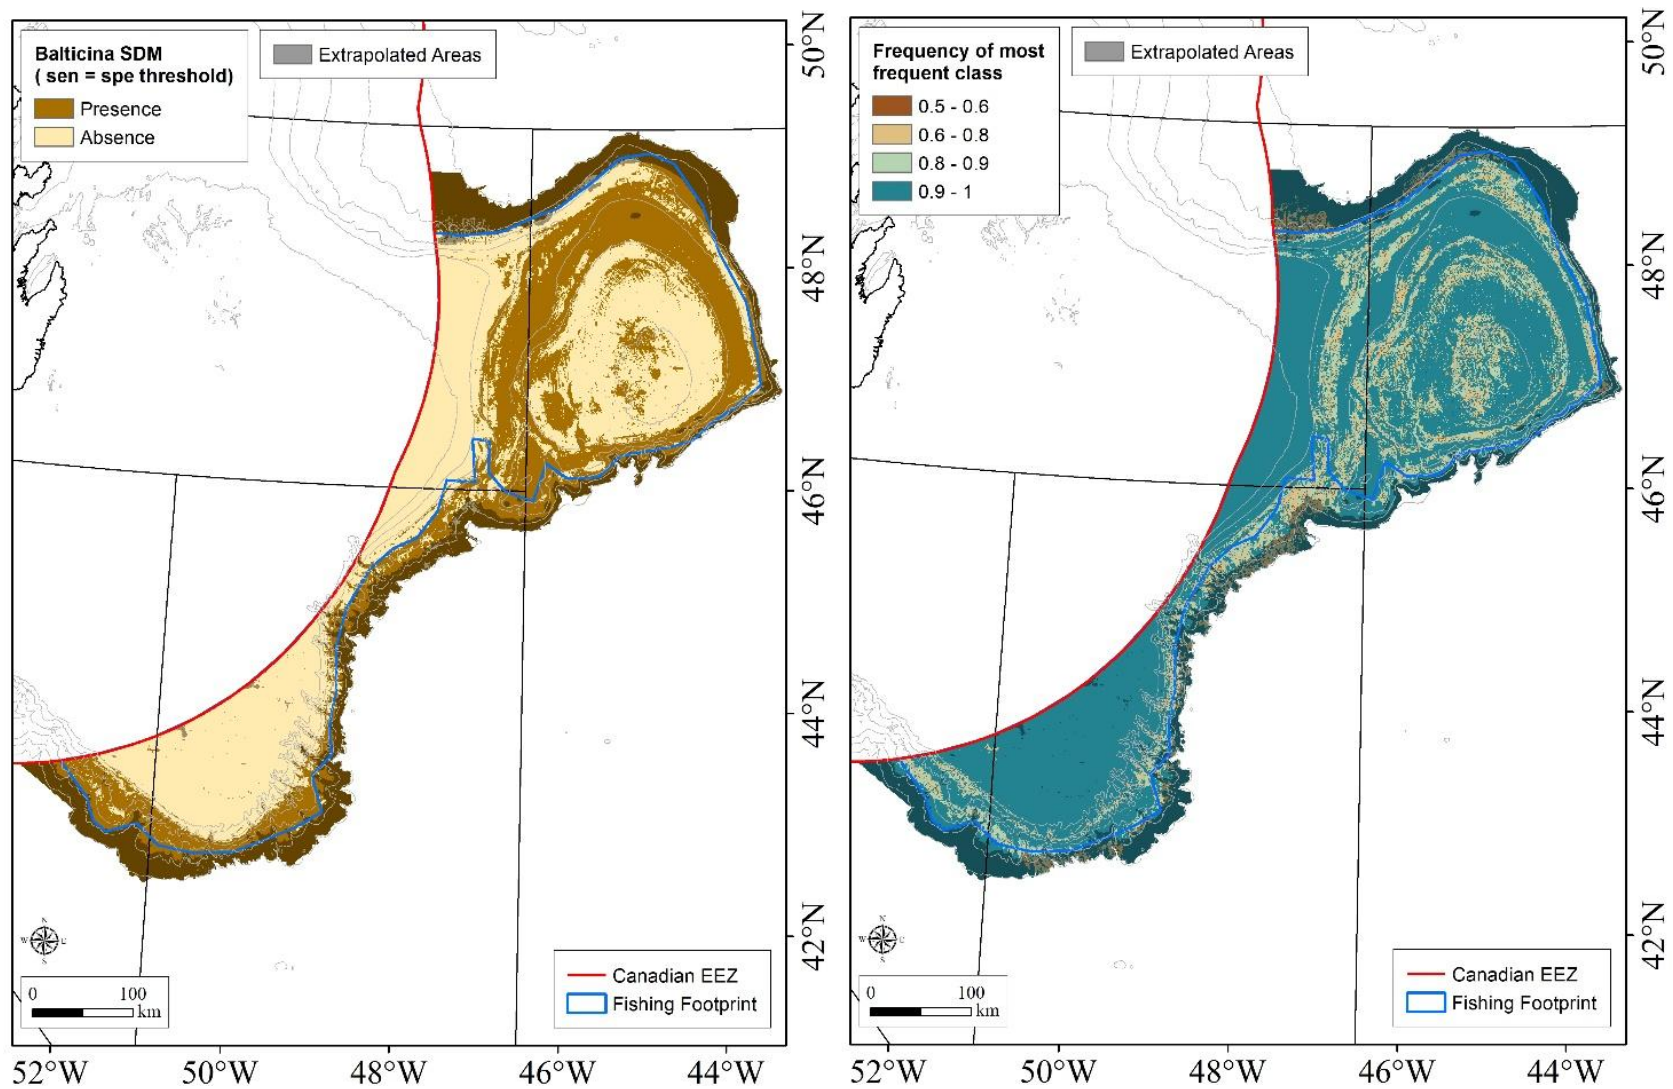 Balticina SDM
( sen = spe threshold)
Presence
Absence
Extrapolated Areas
50°N
48°N
46°N
44°N
42°N
N
W E
S
0 100
km
Canadian EEZ
Fishing Footprint
52°W 50°W 48°W 46°W 44°W
Frequency of most
frequent class
0.5 - 0.6
0.6 - 0.8
0.8 - 0.9
0.9 - 1
Extrapolated Areas
50°N
48°N
46°N
44°N
42°N
N
W E
S
0 100
km
Canadian EEZ
Fishing Footprint
52°W 50°W 48°W 46°W 44°W